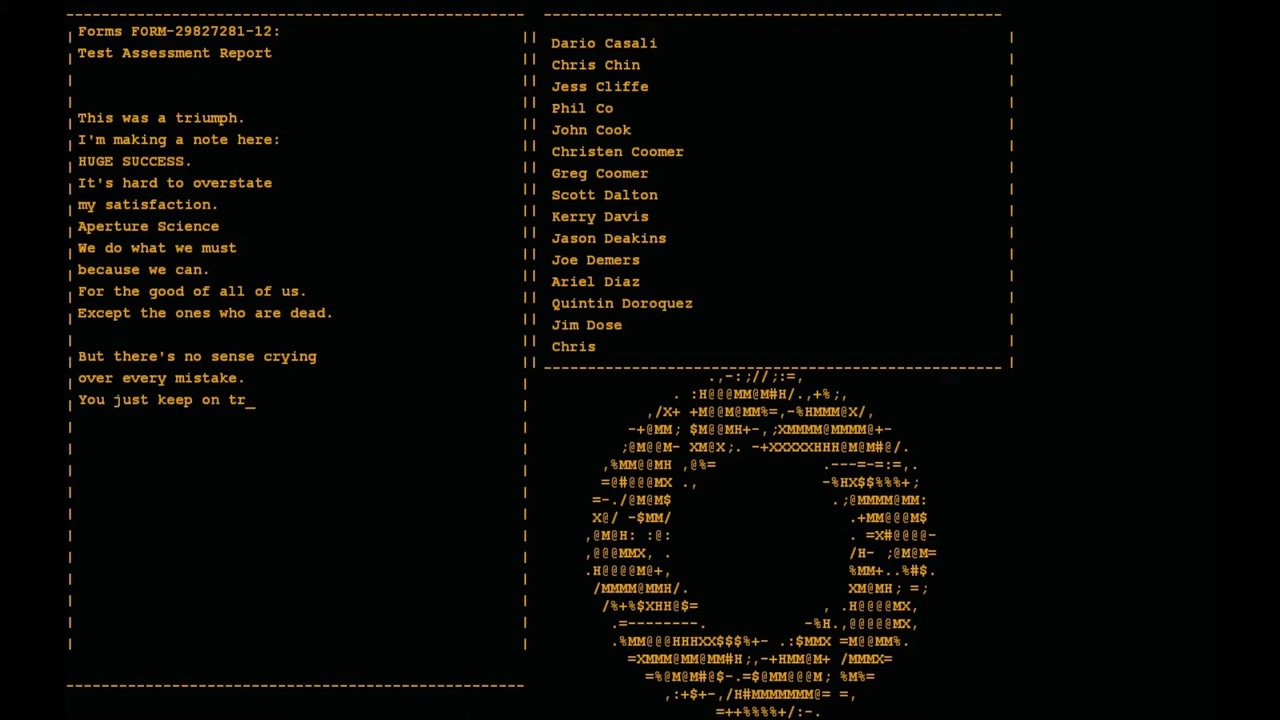 Forms FORM-29827281-12:
Test Assessment Report
This was a triumph.
I'm making a note here:
HUGE SUCCESS.
It's hard to overstate
my satisfaction.
Aperture Science
We do what we must
because we can.
For the good of all of us.
Except the ones who are dead.
But there's no sense crying
over every mistake.
You just keep on tr_
Dario Casali
Chris Chin
Jess Cliffe
Phil Co
John Cook
Christen Coomer
Greg Coomer
Scott Dalton
Kerry Davis
Jason Deakins
Joe Demers
Ariel Diaz
Quintin Doroquez
Jim Dose
Chris